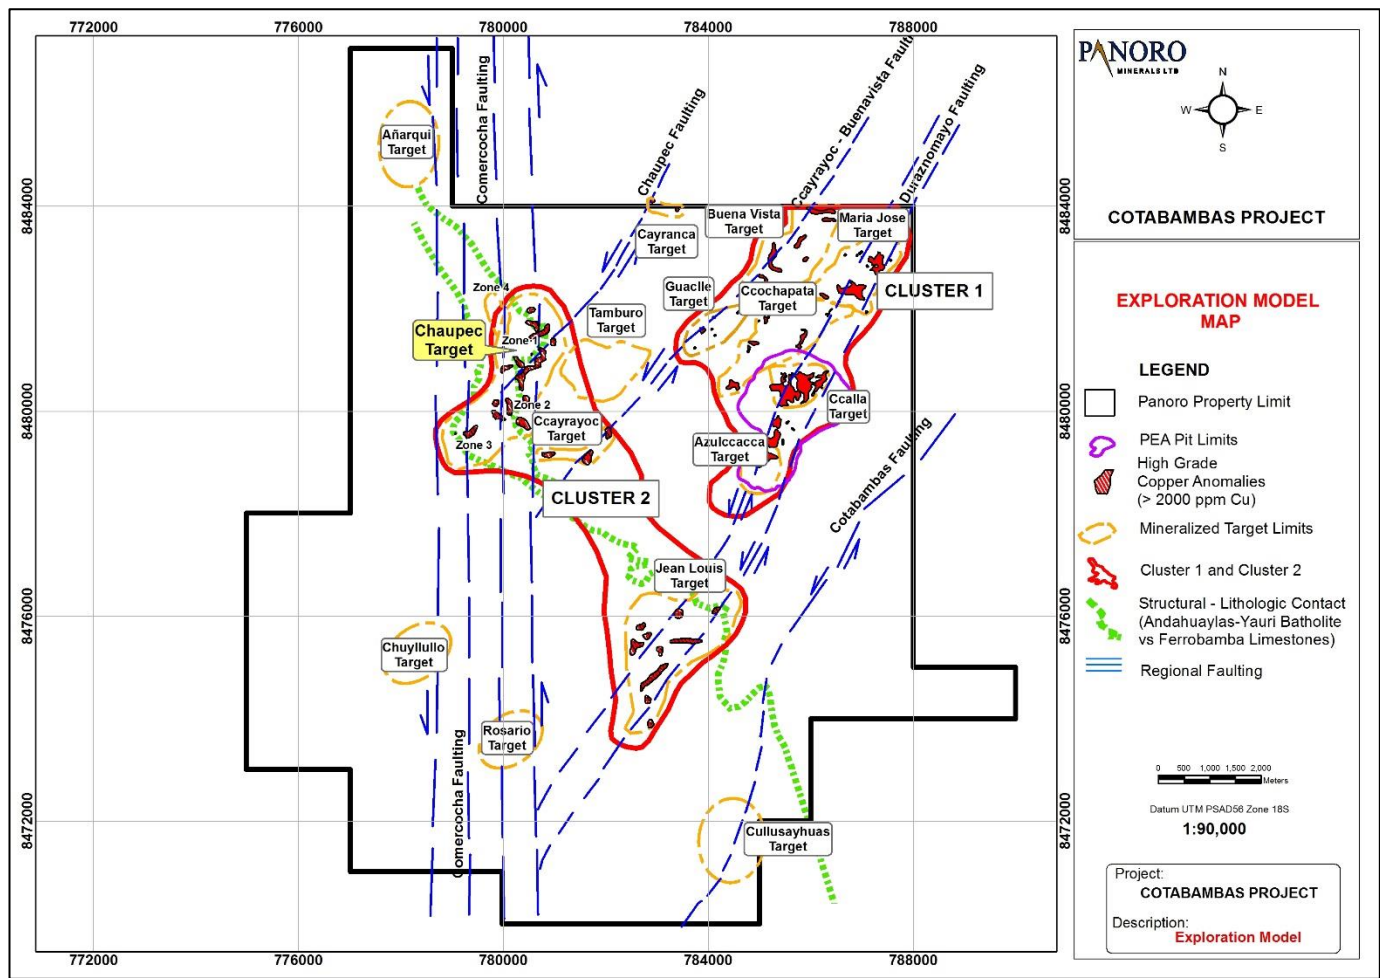 772000
776000
780000
784000
788000
Comercocha Faulting
Chaupec Faulting
Ccayrayoc - Buenavista Fault
Duraznomayo Faulting
Añarqui
Target
8484000
8484000
Buena Vista
Target
Maria Jose
Target
Cayranca
Target
Guaclle
Target
Ccochapata
Target
CLUSTER 1
Zone 4
Tamburo
Target
Chaupec
Target
Zone 1
8480000
8480000
Zone 2
Ccalla
Target
Ccayrayoc
Target
Zone 3
Azulccacca
Target
Cotabambas Faulting
CLUSTER 2
Jean Louis
Target
8476000
8476000
Chuyllullo
Target
Rosario
Target
Comercocha Faulting
8472000
8472000
Cullusayhuas
Target
772000
776000
780000
784000
788000
PANORO
MINERALS LTD
N
W
E
S
COTABAMBAS PROJECT
EXPLORATION MODEL
MAP
LEGEND
Panoro Property Limit
PEA Pit Limits
High Grade
Copper Anomalies
(> 2000 ppm Cu)
Mineralized Target Limits
Cluster 1 and Cluster 2
Structural - Lithologic Contact
(Andahuaylas-Yauri Batholite
vs Ferrobamba Limestones)
Regional Faulting
0 500 1,000 1,500 2,000
Meters
Datum UTM PSAD56 Zone 18S
1:90,000
Project:
COTABAMBAS PROJECT
Description:
Exploration Model